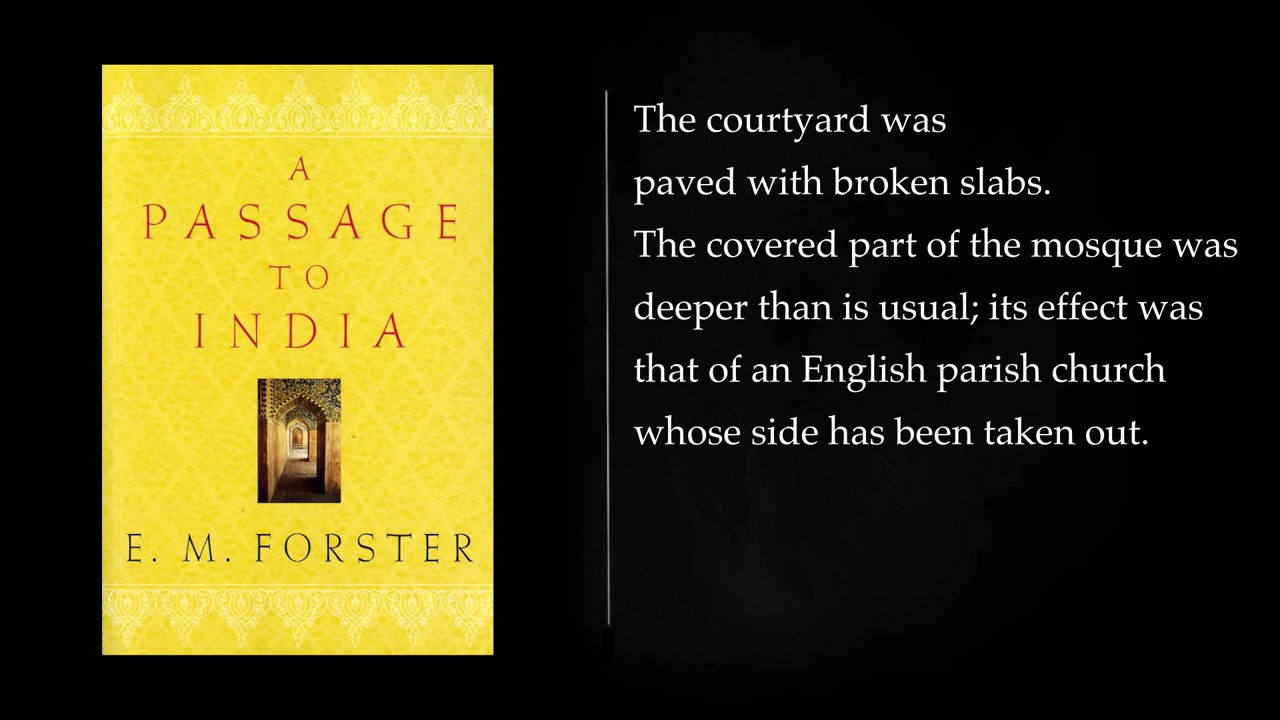 A
PASSAGE
TO
INDIA
E. M. FORSTER
The courtyard was
paved with broken slabs.
The covered part of the mosque was
deeper than is usual; its effect was
that of an English parish church
whose side has been taken out.